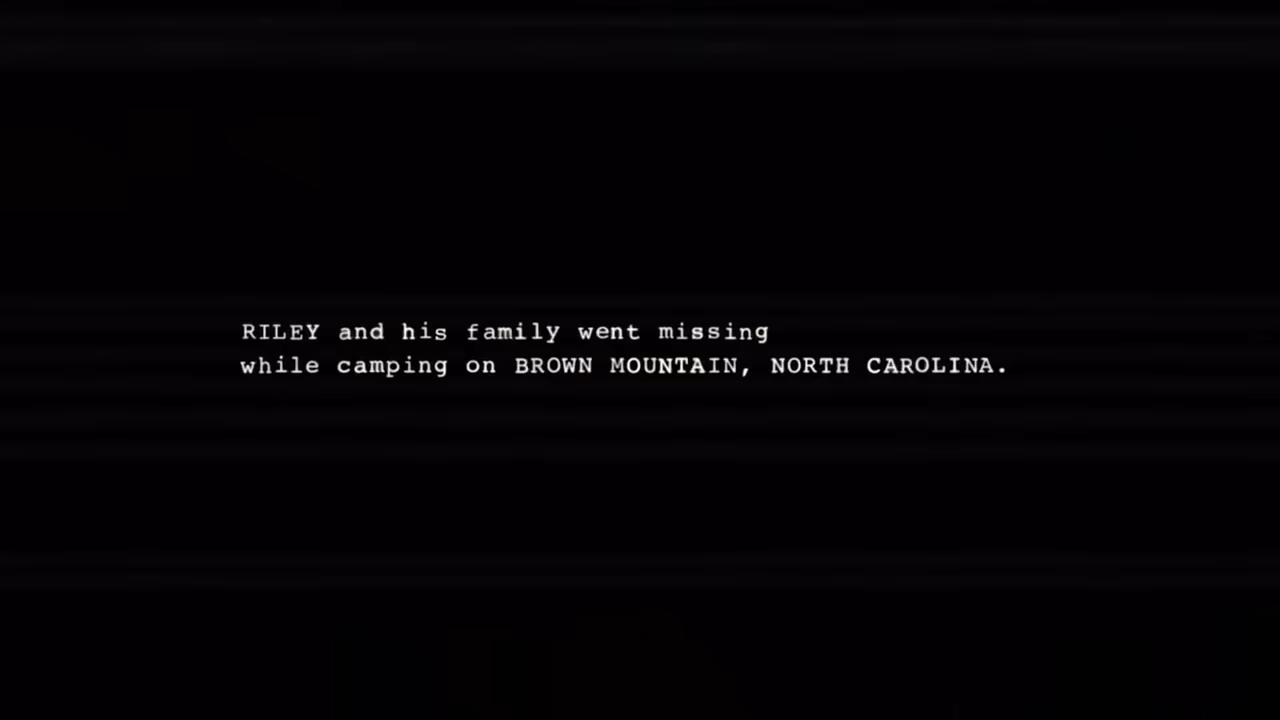 RILEY and his family went missing
while camping on BROWN MOUNTAIN, NORTH CAROLINA.